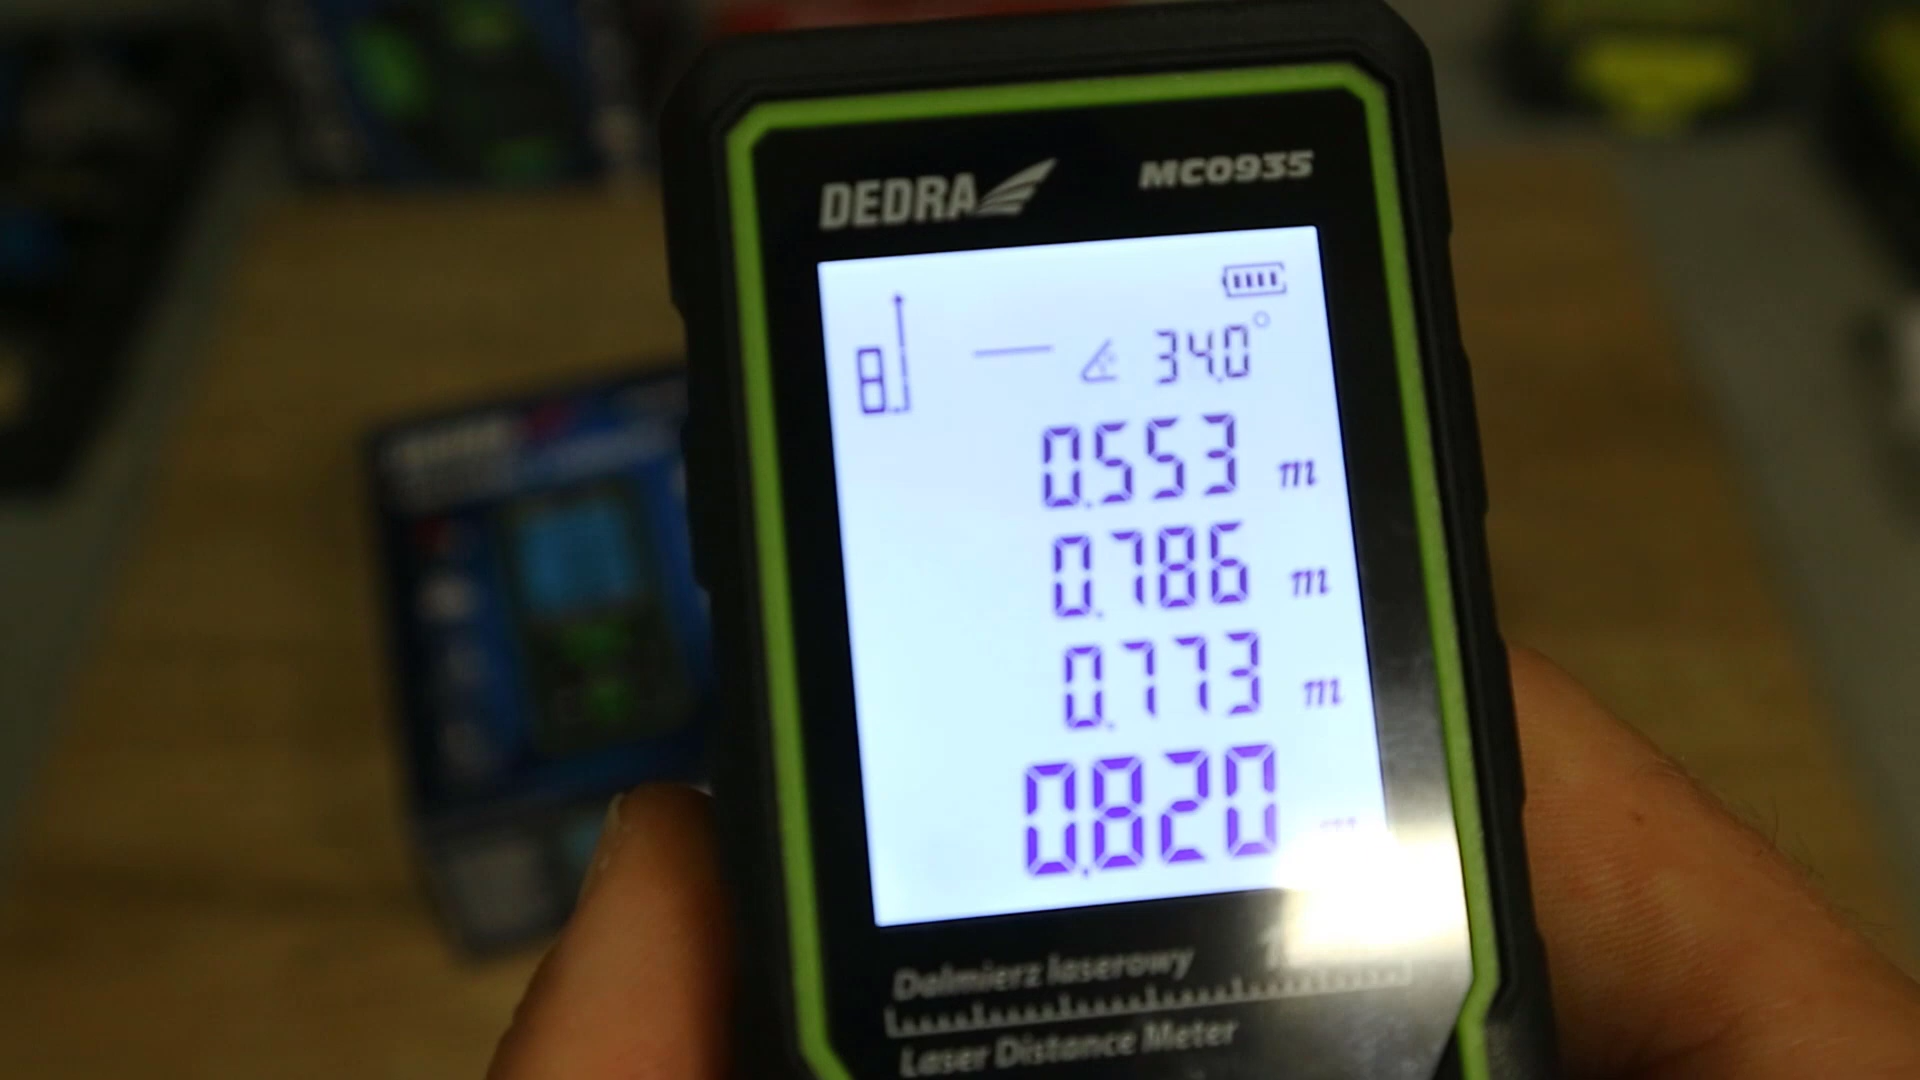 DEDRA MC0935
34.0°
0.553 m
0.786 m
0.773 m
0.820 m
Dalmierz laserowy
Laser Distance Meter